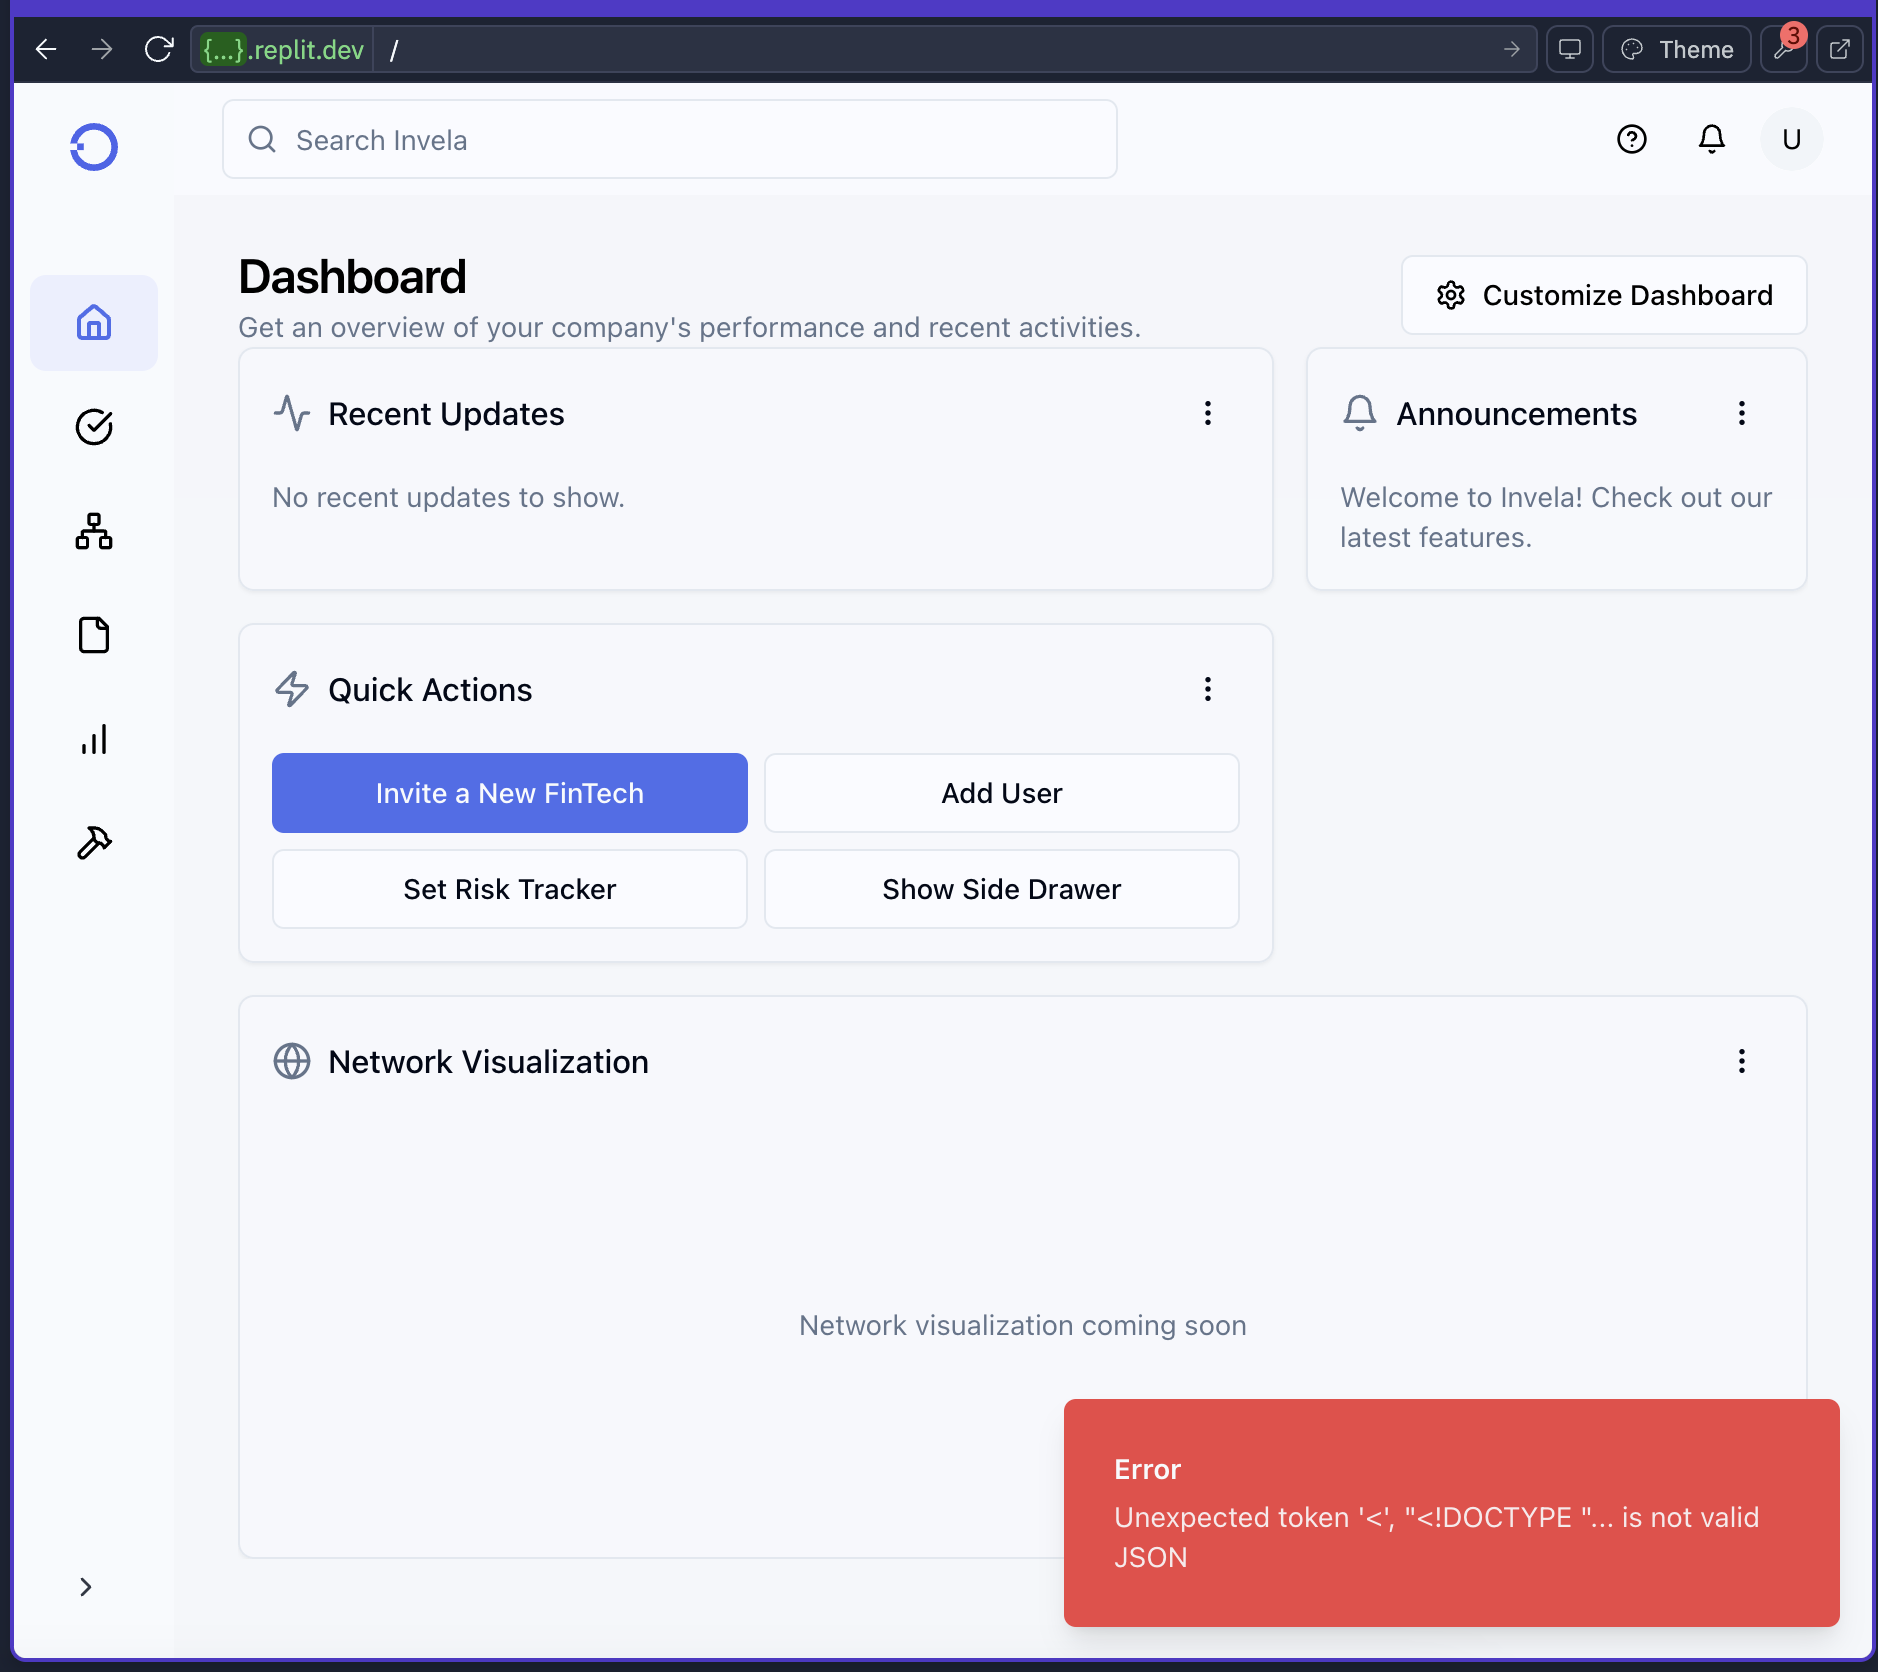 {...}.replit.dev /
Theme
3
Search Invela
U
Dashboard
Get an overview of your company's performance and recent activities.
Customize Dashboard
Recent Updates
No recent updates to show.
Announcements
Welcome to Invela! Check out our
latest features.
Quick Actions
Invite a New FinTech
Add User
Set Risk Tracker
Show Side Drawer
Network Visualization
Network visualization coming soon
Error
Unexpected token '<', "<!DOCTYPE "... is not valid
JSON